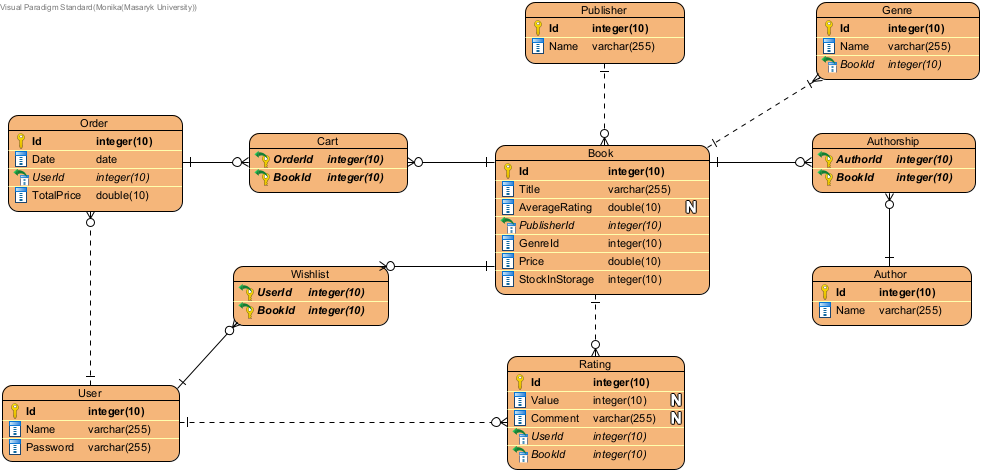 Visual Paradigm Standard(Monika(Masaryk University))
Publisher
Id integer(10)
Name varchar(255)
Genre
Id integer(10)
Name varchar(255)
BookId integer(10)
Order
Id integer(10)
Date date
UserId integer(10)
TotalPrice double(10)
Cart
OrderId integer(10)
BookId integer(10)
Book
Id integer(10)
Title varchar(255)
AverageRating double(10) N
PublisherId integer(10)
GenreId integer(10)
Price double(10)
StockInStorage integer(10)
Authorship
AuthorId integer(10)
BookId integer(10)
Wishlist
UserId integer(10)
BookId integer(10)
Author
Id integer(10)
Name varchar(255)
User
Id integer(10)
Name varchar(255)
Password varchar(255)
Rating
Id integer(10)
Value integer(10) N
Comment varchar(255) N
UserId integer(10)
BookId integer(10)